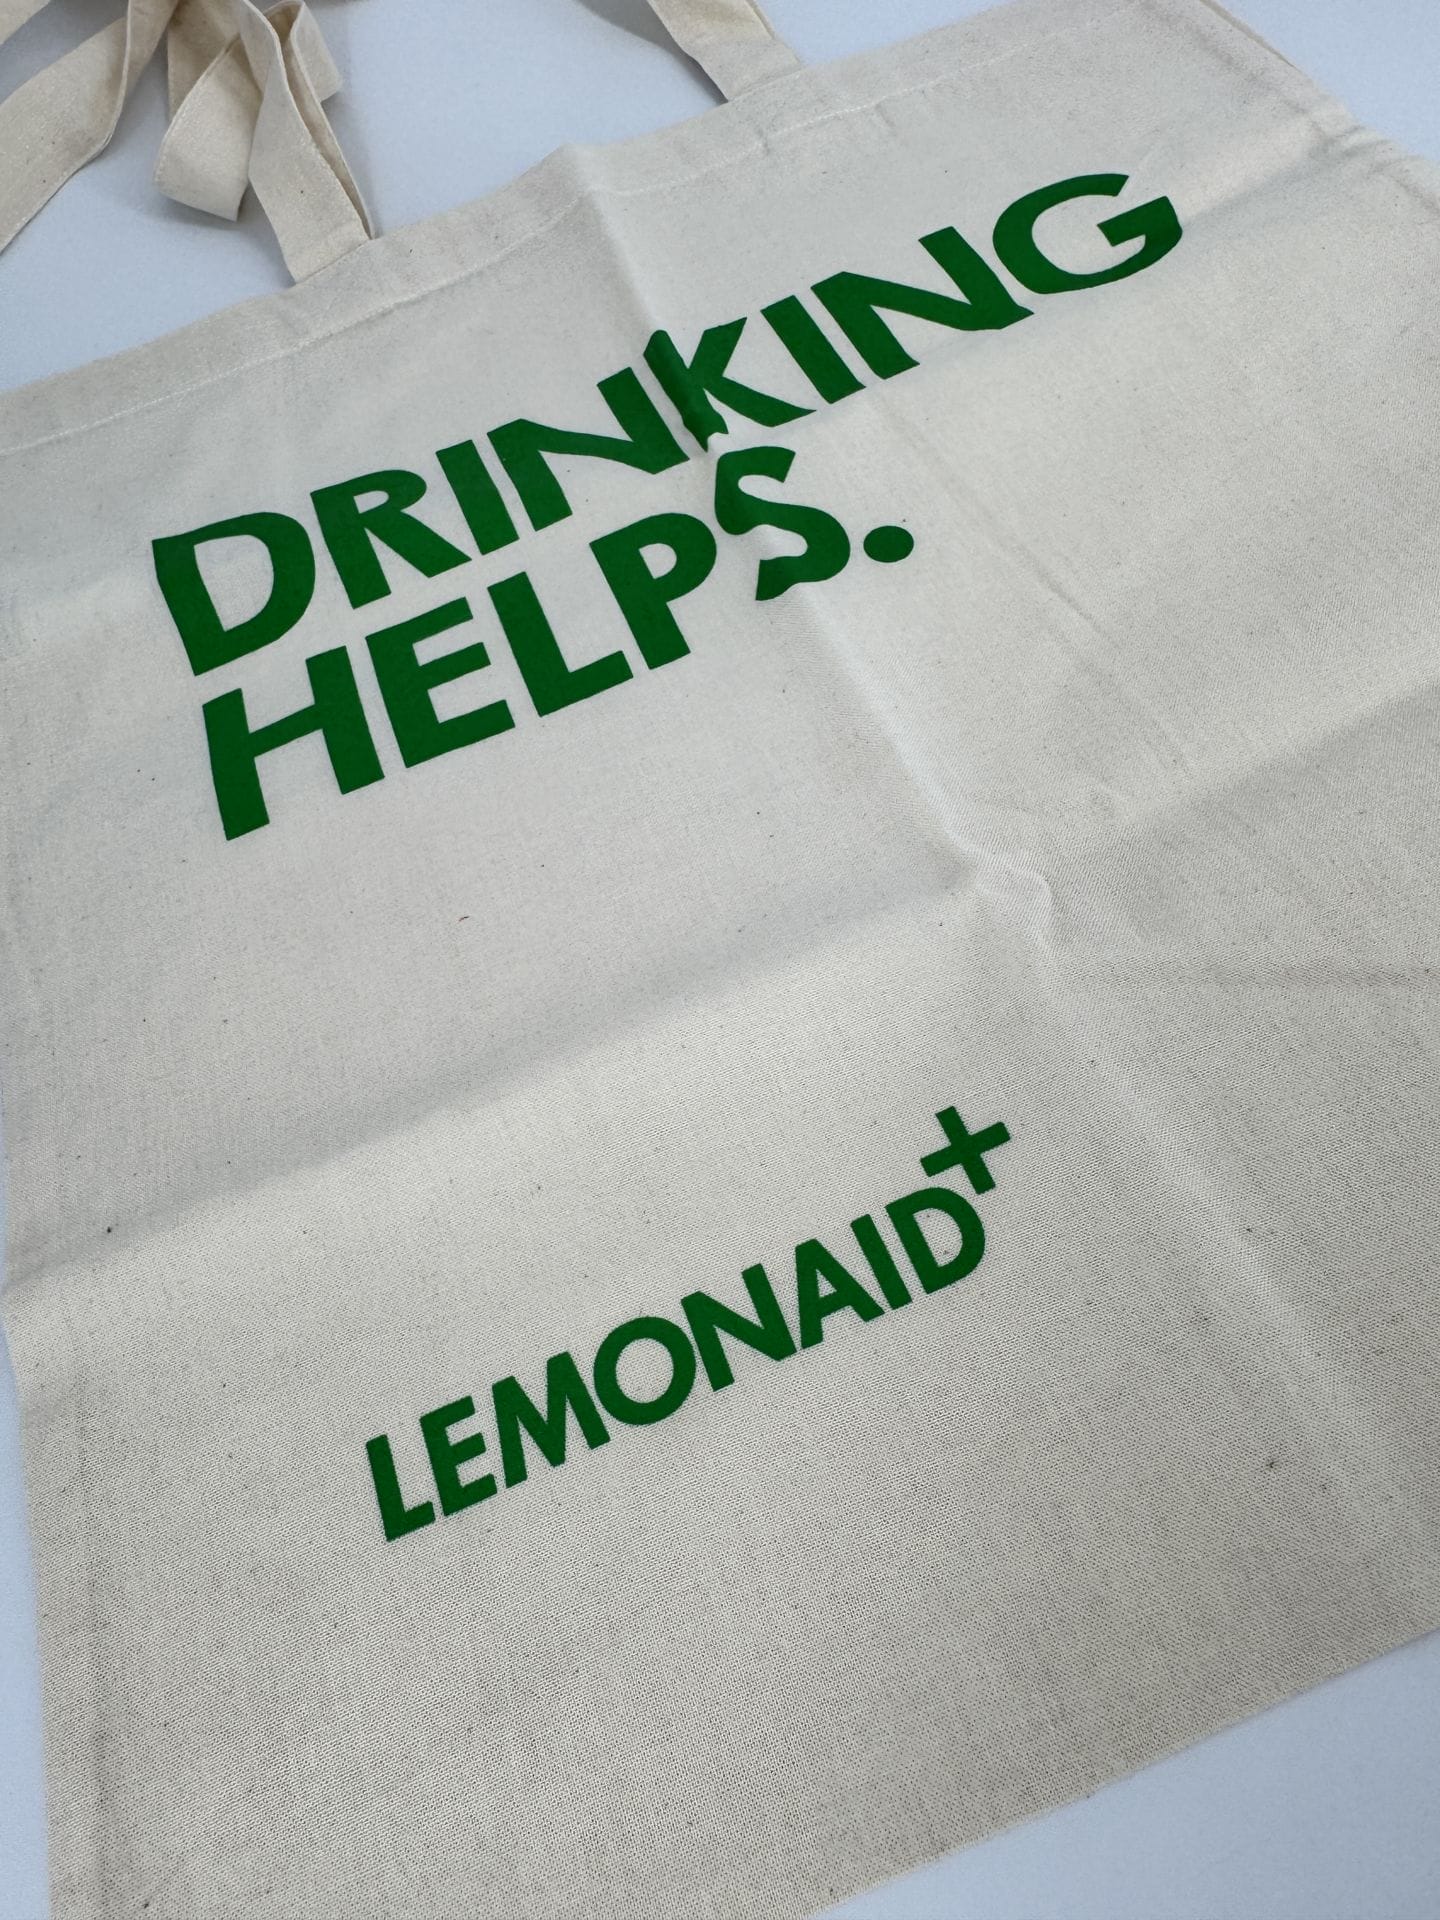 DRINKING
HELPS.
LEMONAID+